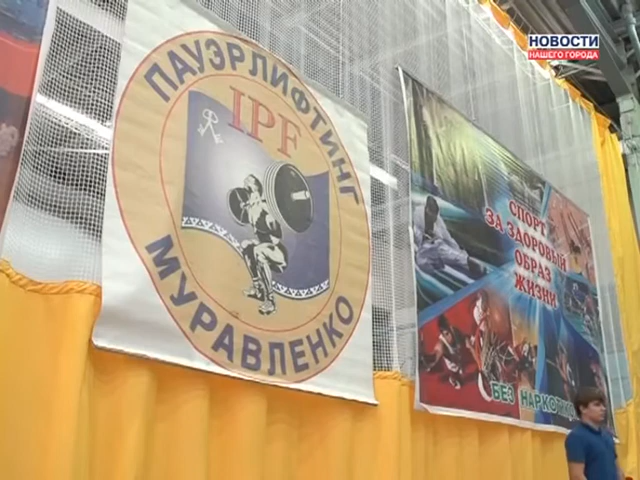 НОВОСТИ
НАШЕГО ГОРОДА
ПАУЭРЛИФТИНГ
IPF
МУРАВЛЕНКО
СПОРТ
ЗА ЗДОРОВЫЙ
ОБРАЗ
ЖИЗНИ
БЕЗ